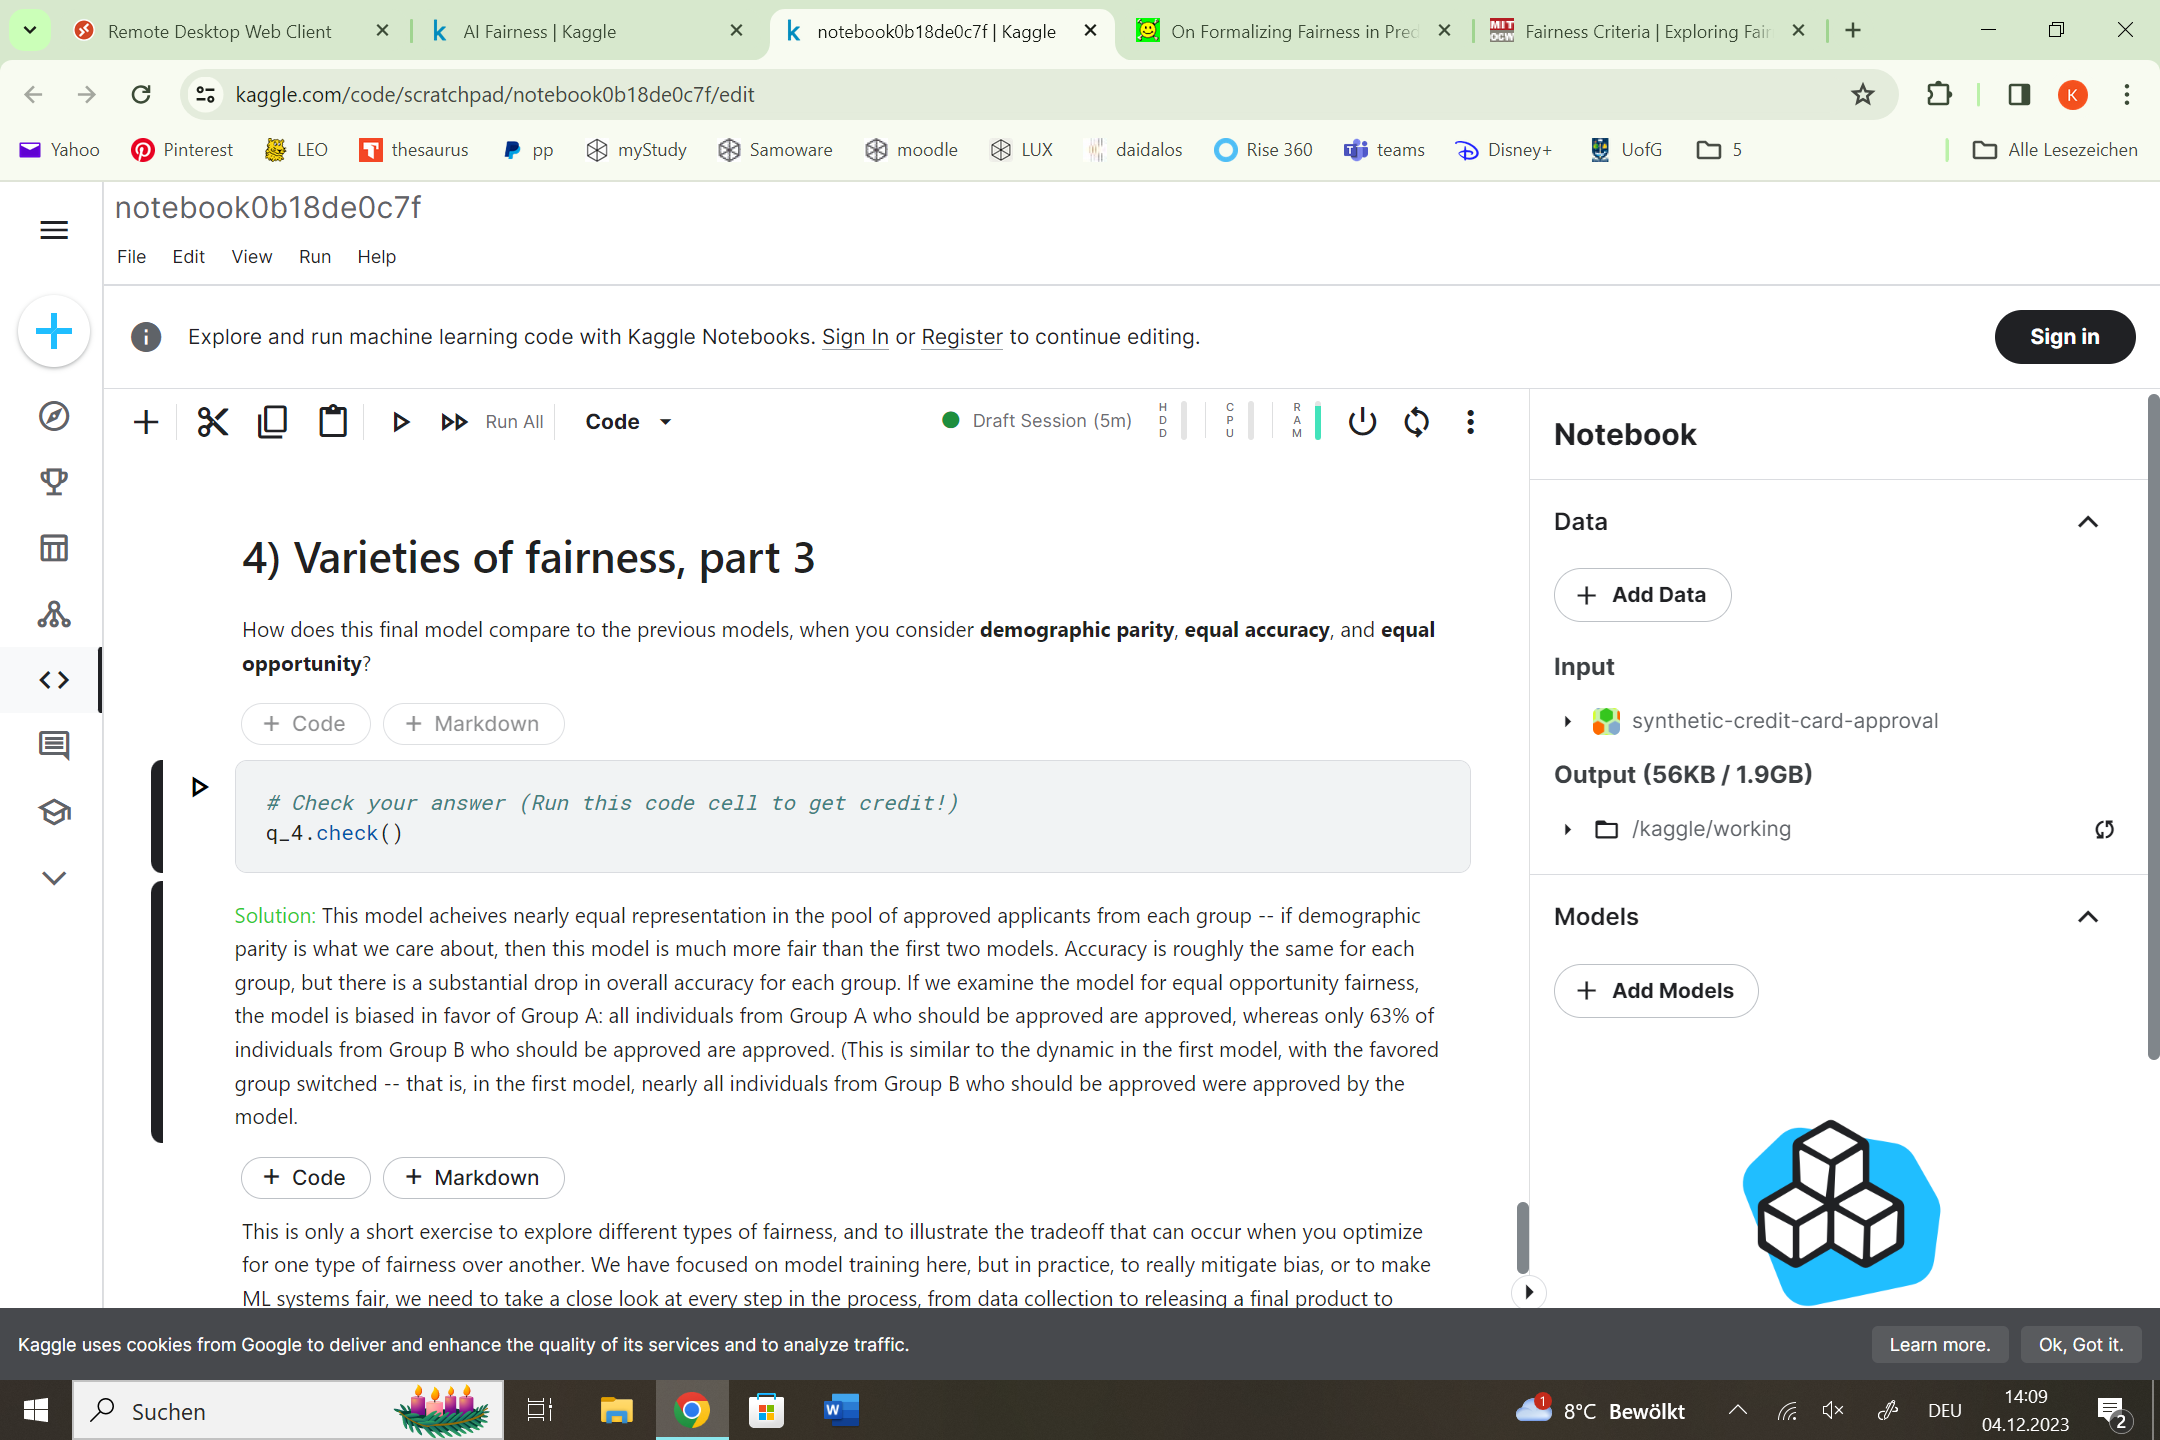 Remote Desktop Web Client
AI Fairness | Kaggle
notebook0b18de0c7f | Kaggle
On Formalizing Fairness in Pred
Fairness Criteria | Exploring Fair
kaggle.com/code/scratchpad/notebook0b18de0c7f/edit
K
Yahoo
Pinterest
LEO
thesaurus
pp
myStudy
Samoware
moodle
LUX
daidalos
Rise 360
teams
Disney+
UofG
5
Alle Lesezeichen
notebook0b18de0c7f
File Edit View Run Help
Explore and run machine learning code with Kaggle Notebooks. Sign In or Register to continue editing.
Sign in
Run All
Code
Draft Session (5m)
HDD
CPU
RAM
4) Varieties of fairness, part 3
How does this final model compare to the previous models, when you consider demographic parity, equal accuracy, and equal
opportunity?
+ Code
+ Markdown
# Check your answer (Run this code cell to get credit!)
q_4.check()
Solution: This model acheives nearly equal representation in the pool of approved applicants from each group -- if demographic
parity is what we care about, then this model is much more fair than the first two models. Accuracy is roughly the same for each
group, but there is a substantial drop in overall accuracy for each group. If we examine the model for equal opportunity fairness,
the model is biased in favor of Group A: all individuals from Group A who should be approved are approved, whereas only 63% of
individuals from Group B who should be approved are approved. (This is similar to the dynamic in the first model, with the favored
group switched -- that is, in the first model, nearly all individuals from Group B who should be approved were approved by the
model.
+ Code
+ Markdown
This is only a short exercise to explore different types of fairness, and to illustrate the tradeoff that can occur when you optimize
for one type of fairness over another. We have focused on model training here, but in practice, to really mitigate bias, or to make
ML systems fair, we need to take a close look at every step in the process, from data collection to releasing a final product to
Notebook
Data
+ Add Data
Input
synthetic-credit-card-approval
Output (56KB / 1.9GB)
/kaggle/working
Models
+ Add Models
Kaggle uses cookies from Google to deliver and enhance the quality of its services and to analyze traffic.
Learn more.
Ok, Got it.
Suchen
1
8°C Bewölkt
DEU
14:09
04.12.2023
2